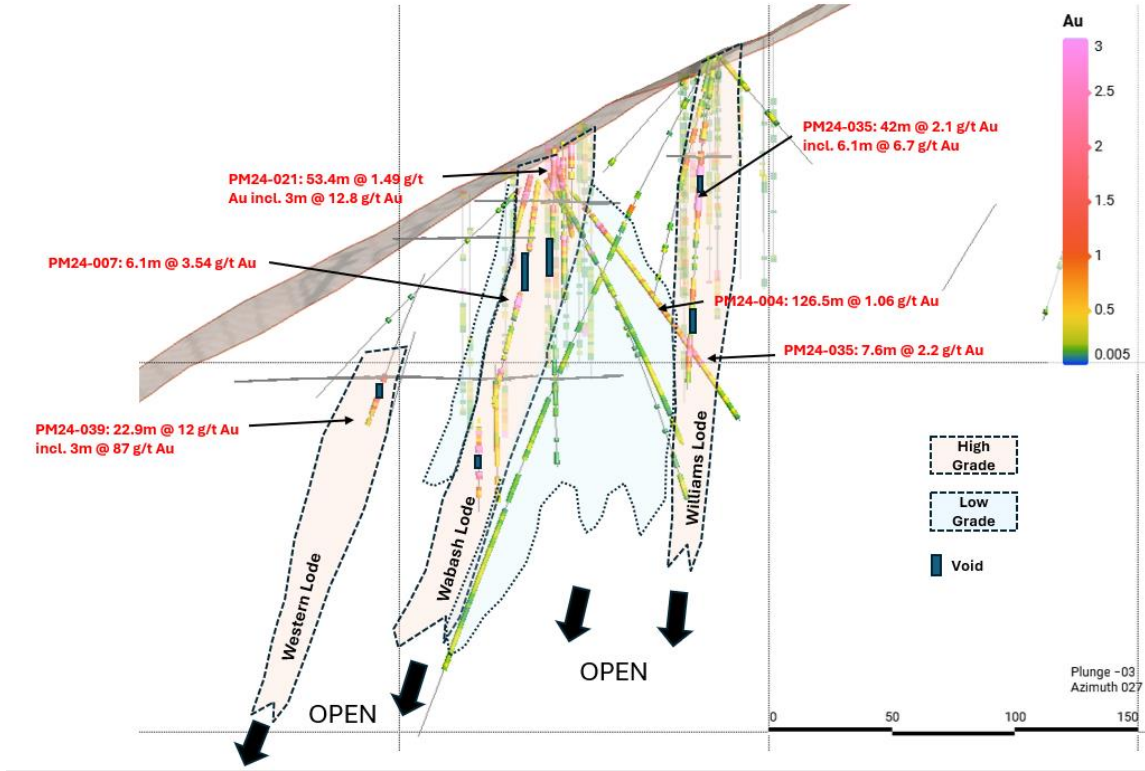 Au
3
2.5
2
1.5
1
0.5
0.005
PM24-035: 42m @ 2.1 g/t Au
incl. 6.1m @ 6.7 g/t Au
PM24-021: 53.4m @ 1.49 g/t
Au incl. 3m @ 12.8 g/t Au
PM24-007: 6.1m @ 3.54 g/t Au
PM24-004: 126.5m @ 1.06 g/t Au
PM24-035: 7.6m @ 2.2 g/t Au
PM24-039: 22.9m @ 12 g/t Au
incl. 3m @ 87 g/t Au
High
Grade
Low
Grade
Void
Western Lode
Wabash Lode
Williams Lode
OPEN
OPEN
Plunge -03
Azimuth 027
0
50
100
150